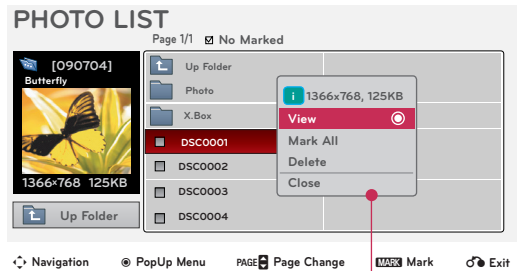 PHOTO LIST
Page 1/1 No Marked
[090704]
Butterfly
1366x768 125KB
Up Folder
Up Folder
Photo
X.Box
DSC0001
DSC0002
DSC0003
DSC0004
i 1366x768, 125KB
View
Mark All
Delete
Close
Navigation PopUp Menu PAGE Page Change MARK Mark Exit